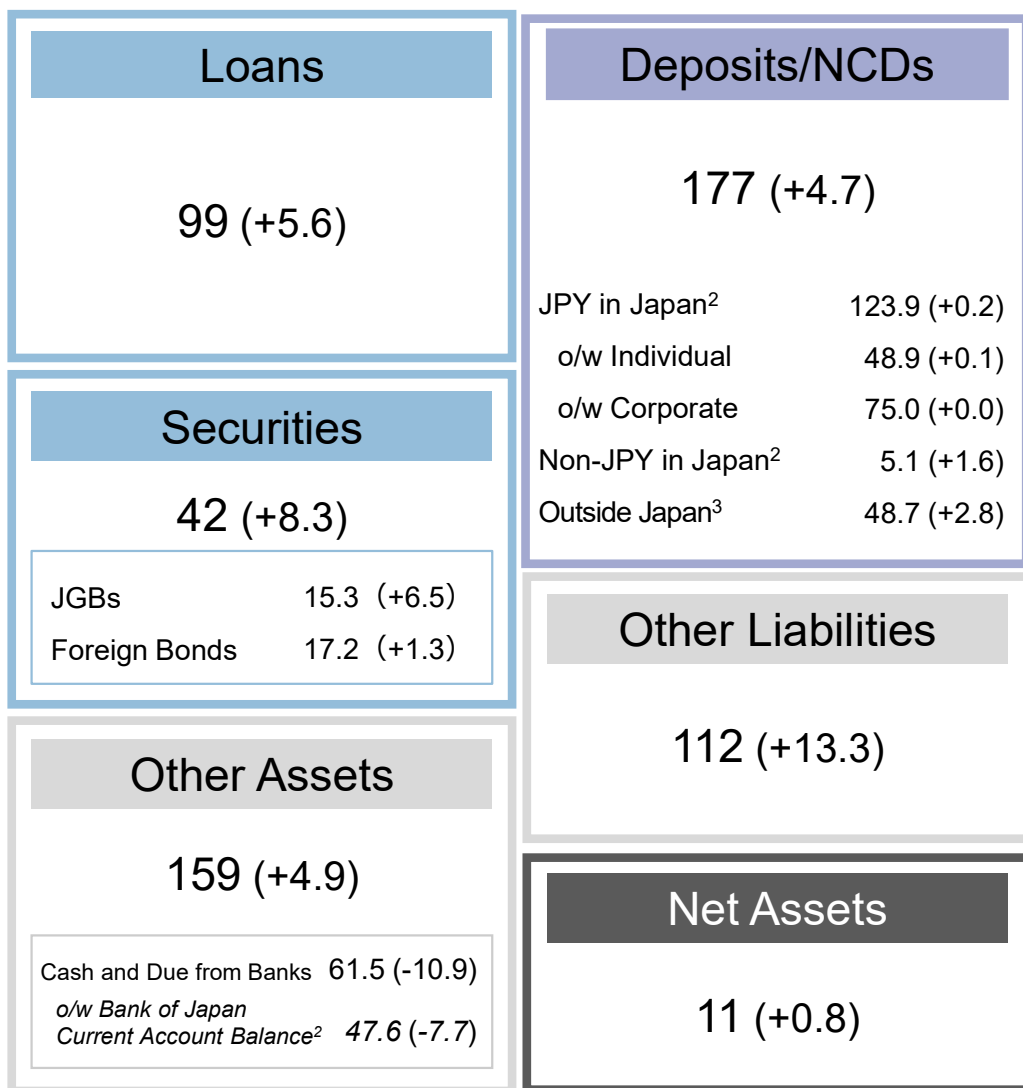 Loans
99 (+5.6)
Securities
42 (+8.3)
JGBs 15.3 （+6.5）
Foreign Bonds 17.2 （+1.3）
Other Assets
159 (+4.9)
Cash and Due from Banks 61.5 (-10.9)
o/w Bank of Japan
Current Account Balance² 47.6 (-7.7)
Deposits/NCDs
177 (+4.7)
JPY in Japan² 123.9 (+0.2)
o/w Individual 48.9 (+0.1)
o/w Corporate 75.0 (+0.0)
Non-JPY in Japan² 5.1 (+1.6)
Outside Japan³ 48.7 (+2.8)
Other Liabilities
112 (+13.3)
Net Assets
11 (+0.8)